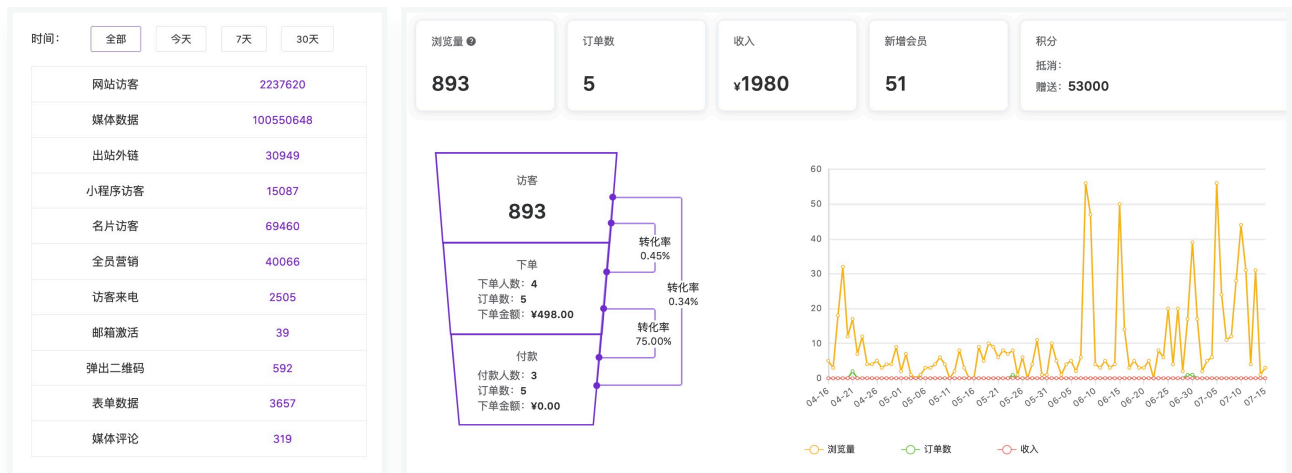 时间： 全部 今天 7天 30天
网站访客 2237620
媒体数据 100550648
出站外链 30949
小程序访客 15087
名片访客 69460
全员营销 40066
访客来电 2505
邮箱激活 39
弹出二维码 592
表单数据 3657
媒体评论 319
浏览量 ? 订单数 收入 新增会员 积分
抵消：
893 5 ¥1980 51 赠送：53000
访客
893
转化率
0.45%
下单
下单人数：4
订单数：5
下单金额：¥498.00
转化率
0.34%
转化率
75.00%
付款
付款人数：3
订单数：5
下单金额：¥0.00
60
50
40
30
20
10
0
04-16 04-21 04-26 05-01 05-06 05-11 05-16 05-21 05-26 05-31 06-05 06-10 06-15 06-20 06-25 06-30 07-05 07-10 07-15
浏览量 订单数 收入